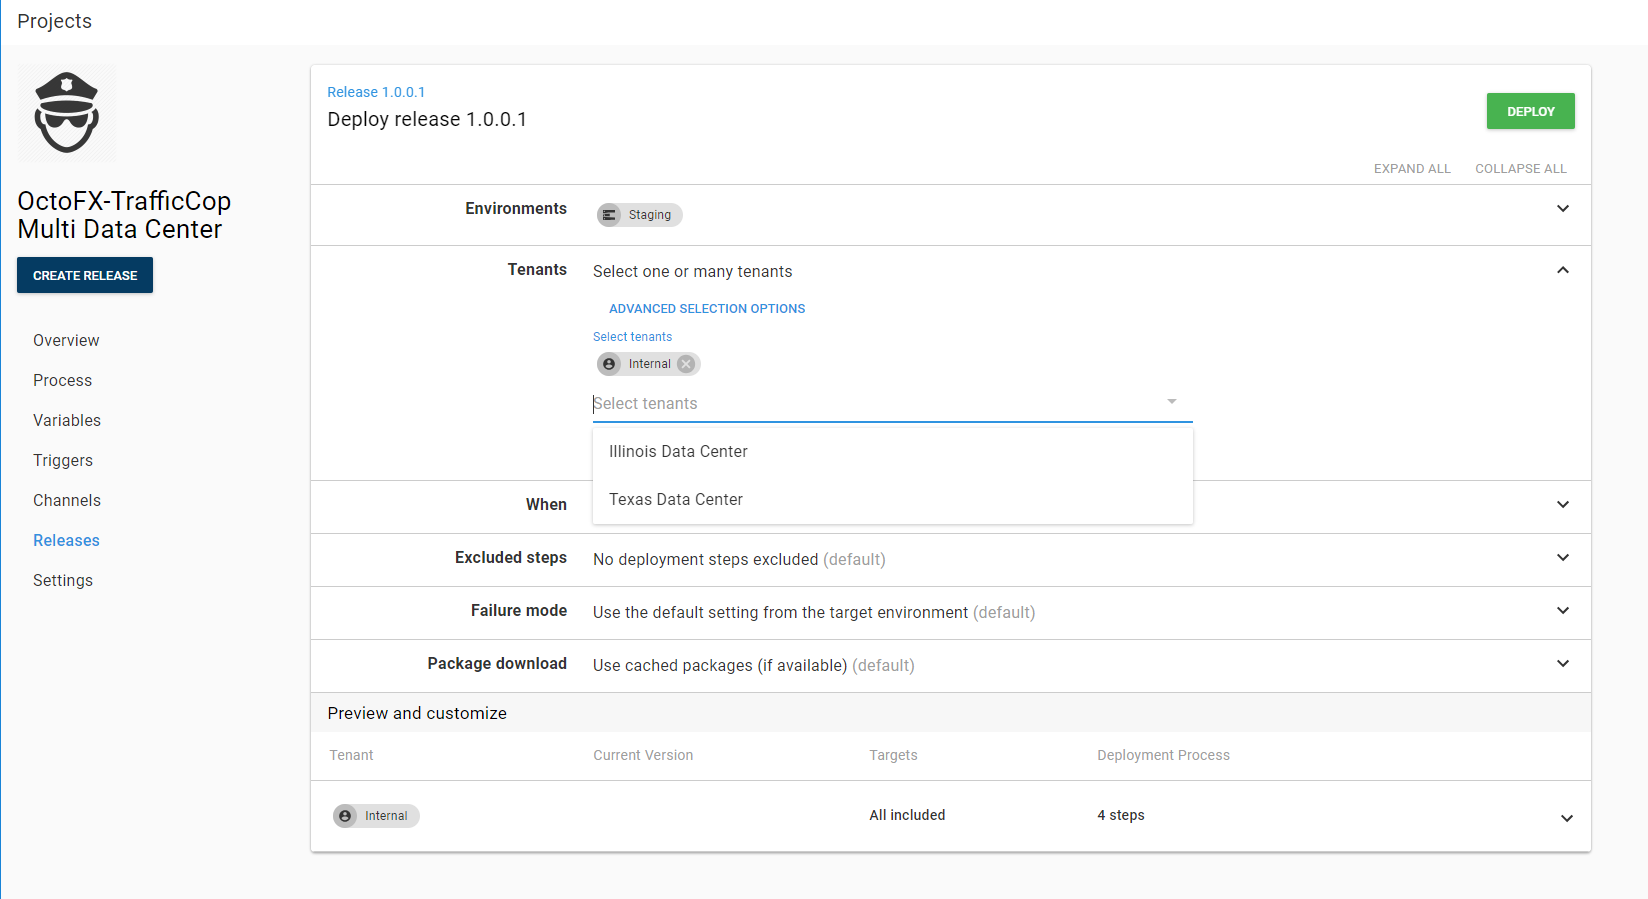 Projects
OctoFX-TrafficCop
Multi Data Center
CREATE RELEASE
Overview
Process
Variables
Triggers
Channels
Releases
Settings
Release 1.0.0.1
Deploy release 1.0.0.1
DEPLOY
EXPAND ALL COLLAPSE ALL
Environments Staging
Tenants Select one or many tenants
ADVANCED SELECTION OPTIONS
Select tenants
Internal
Select tenants
Illinois Data Center
Texas Data Center
When
Excluded steps No deployment steps excluded (default)
Failure mode Use the default setting from the target environment (default)
Package download Use cached packages (if available) (default)
Preview and customize
Tenant Current Version Targets Deployment Process
Internal All included 4 steps